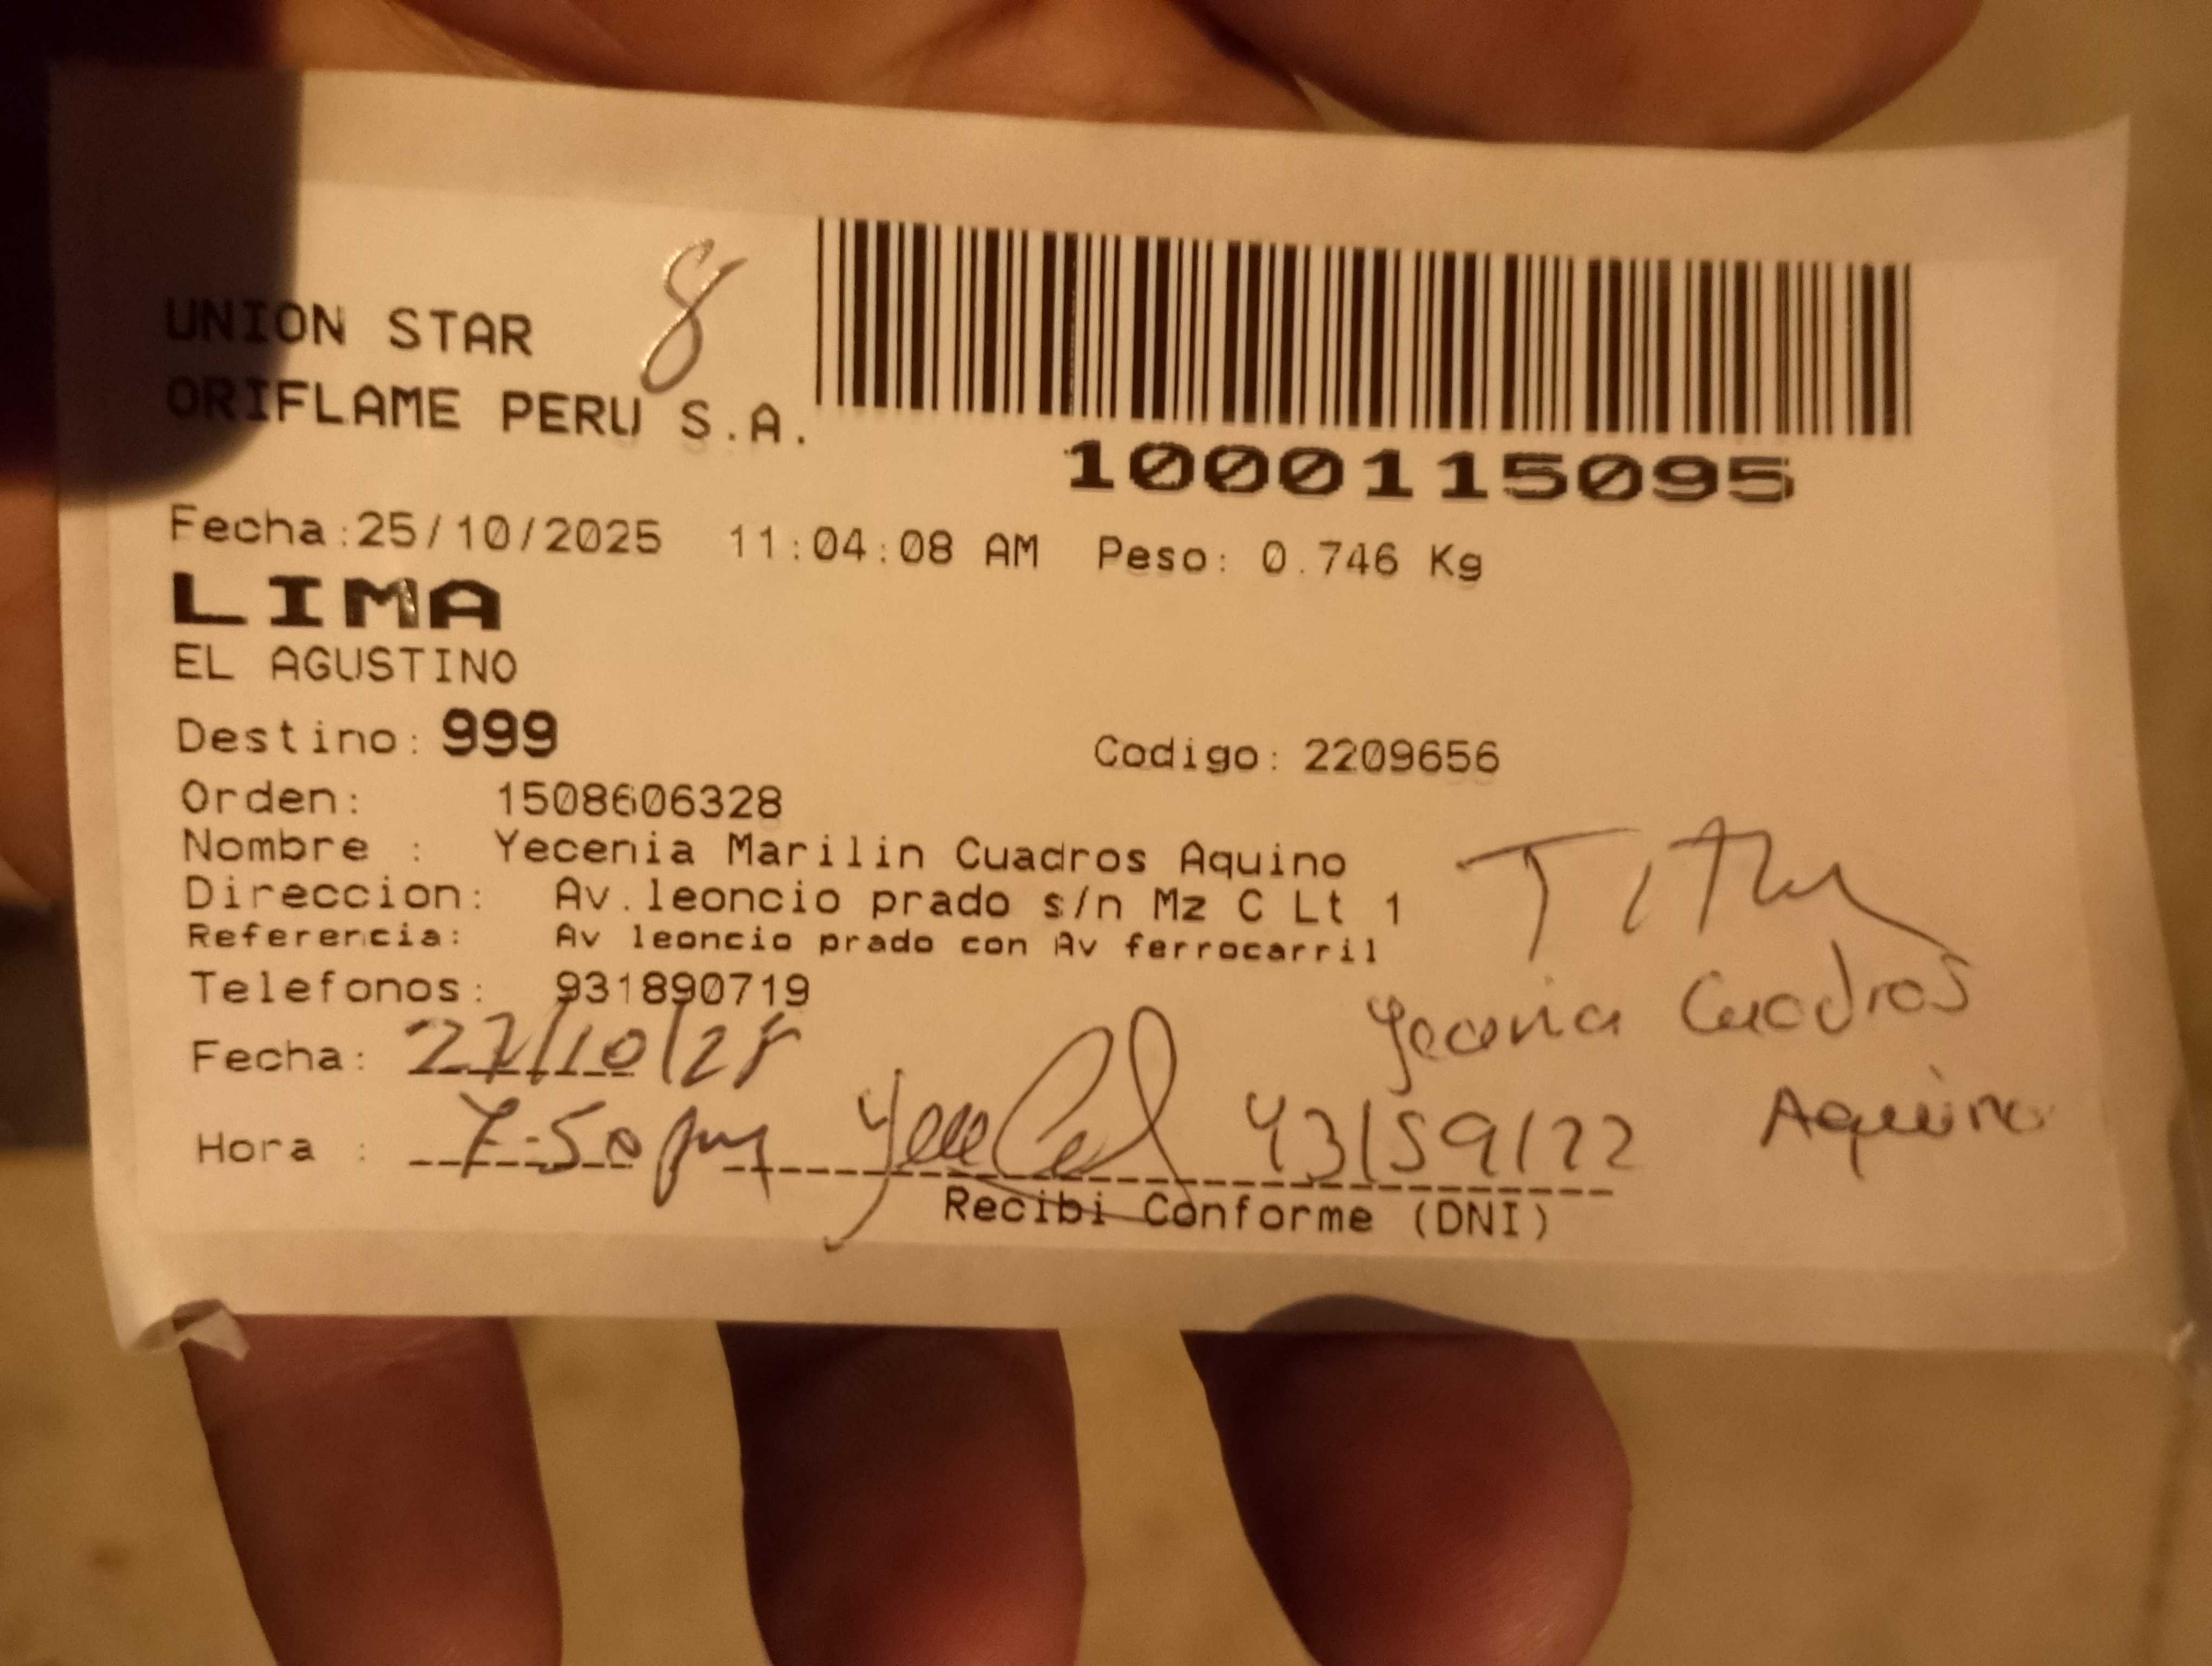 UNION STAR 8
ORIFLAME PERU S.A.
1000115095
Fecha:25/10/2025 11:04:08 AM Peso: 0.746 Kg
LIMA
EL AGUSTINO
Destino: 999 Codigo: 2209656
Orden: 1508606328
Nombre : Yecenia Marilin Cuadros Aquino
Direccion: Av.leoncio prado s/n Mz C Lt 1
Referencia: Av leoncio prado con Av ferrocarril
Telefonos: 931890719
Yecenia Cuadros
Aquino
Fecha: 27/10/25
Hora : 7-50 pm 43159122
Recibi Conforme (DNI)